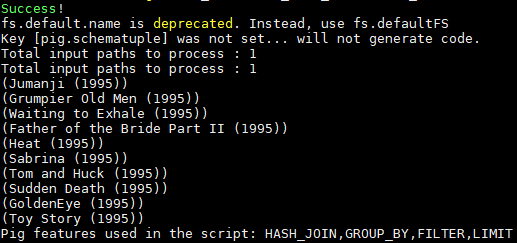 Success!
fs.default.name is deprecated. Instead, use fs.defaultFS
Key [pig.schematuple] was not set... will not generate code.
Total input paths to process : 1
Total input paths to process : 1
(Jumanji (1995))
(Grumpier Old Men (1995))
(Waiting to Exhale (1995))
(Father of the Bride Part II (1995))
(Heat (1995))
(Sabrina (1995))
(Tom and Huck (1995))
(Sudden Death (1995))
(GoldenEye (1995))
(Toy Story (1995))
Pig features used in the script: HASH_JOIN,GROUP_BY,FILTER,LIMIT